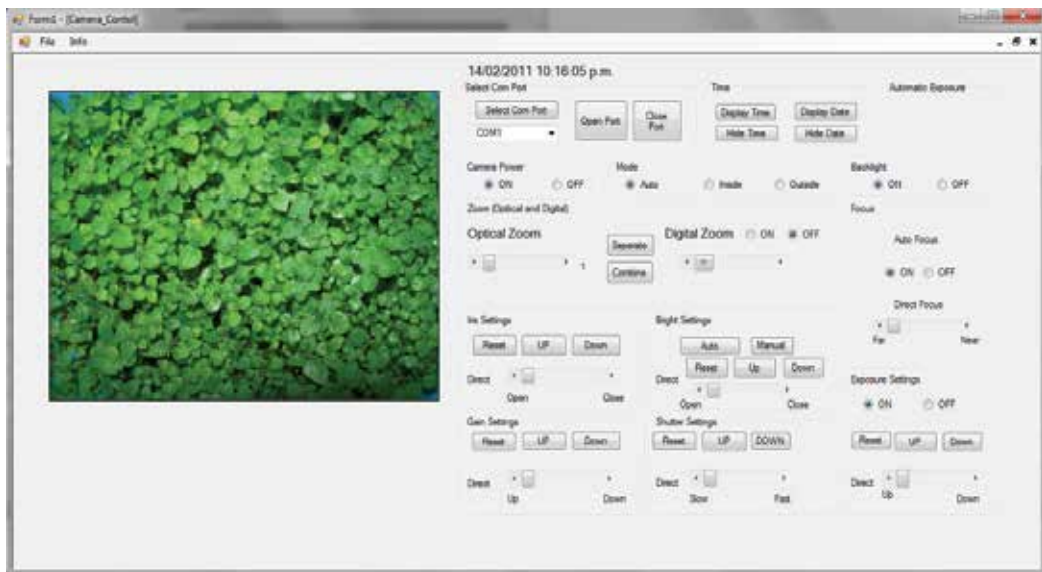 Form1 - [Camera_Control]
File Info
14/02/2011 10:16:05 p.m.
Select Com Port
Time
Automatic Exposure
Select Com Port
Open Port
Close Port
Display Time
Display Date
COM1
Hide Time
Hide Date
Camera Power
Mode
Backlight
ON OFF
Auto Inside Outside
ON OFF
Zoom (Optical and Digital)
Focus
Optical Zoom
Separate
Digital Zoom ON OFF
Auto Focus
1
Combine
ON OFF
Direct Focus
Far Near
Iris Settings
Bright Settings
Reset UP Down
Auto Manual
Reset Up Down
Direct
Open Close
Direct
Open Close
Exposure Settings
ON OFF
Gain Settings
Shutter Settings
Reset UP Down
Reset UP DOWN
Reset UP Down
Direct
Up Down
Direct
Slow Fast
Direct
Up Down